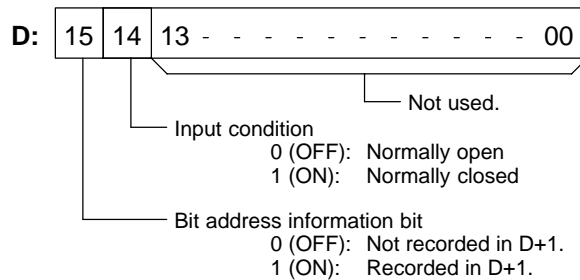 D: 15 14 13 - - - - - - - - - - - 00
Not used.
Input condition
0 (OFF): Normally open
1 (ON): Normally closed
Bit address information bit
0 (OFF): Not recorded in D+1.
1 (ON): Recorded in D+1.